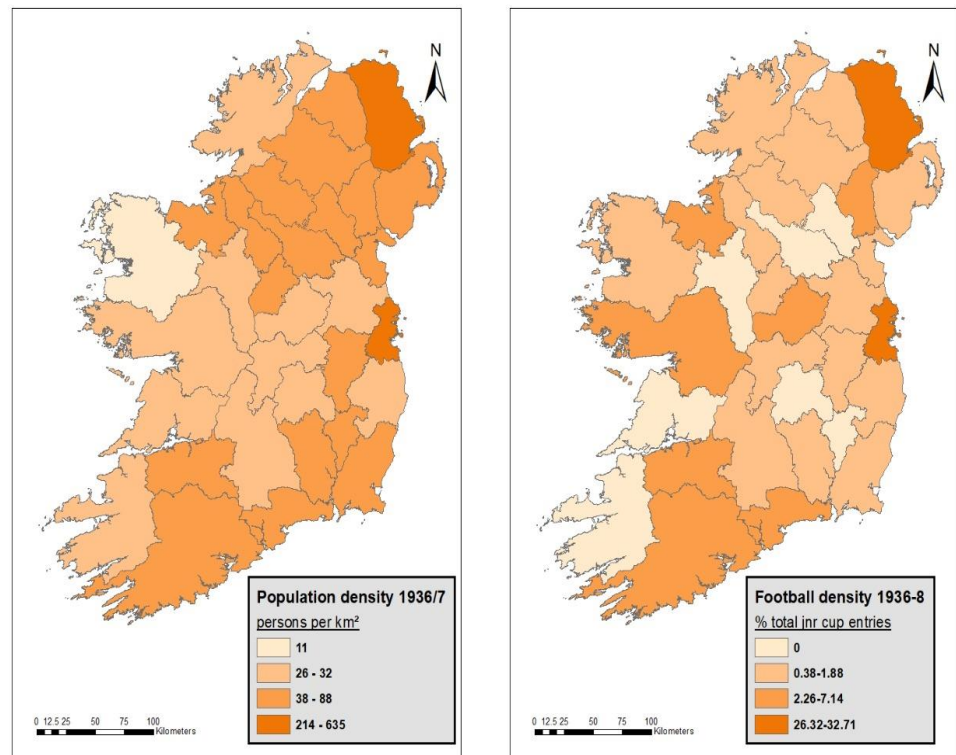 N
Population density 1936/7
persons per km²
11
26 - 32
38 - 88
214 - 635
0 12.5 25 50 75 100
Kilometers
N
Football density 1936-8
% total jnr cup entries
0
0.38-1.88
2.26-7.14
26.32-32.71
0 12.5 25 50 75 100
Kilometers